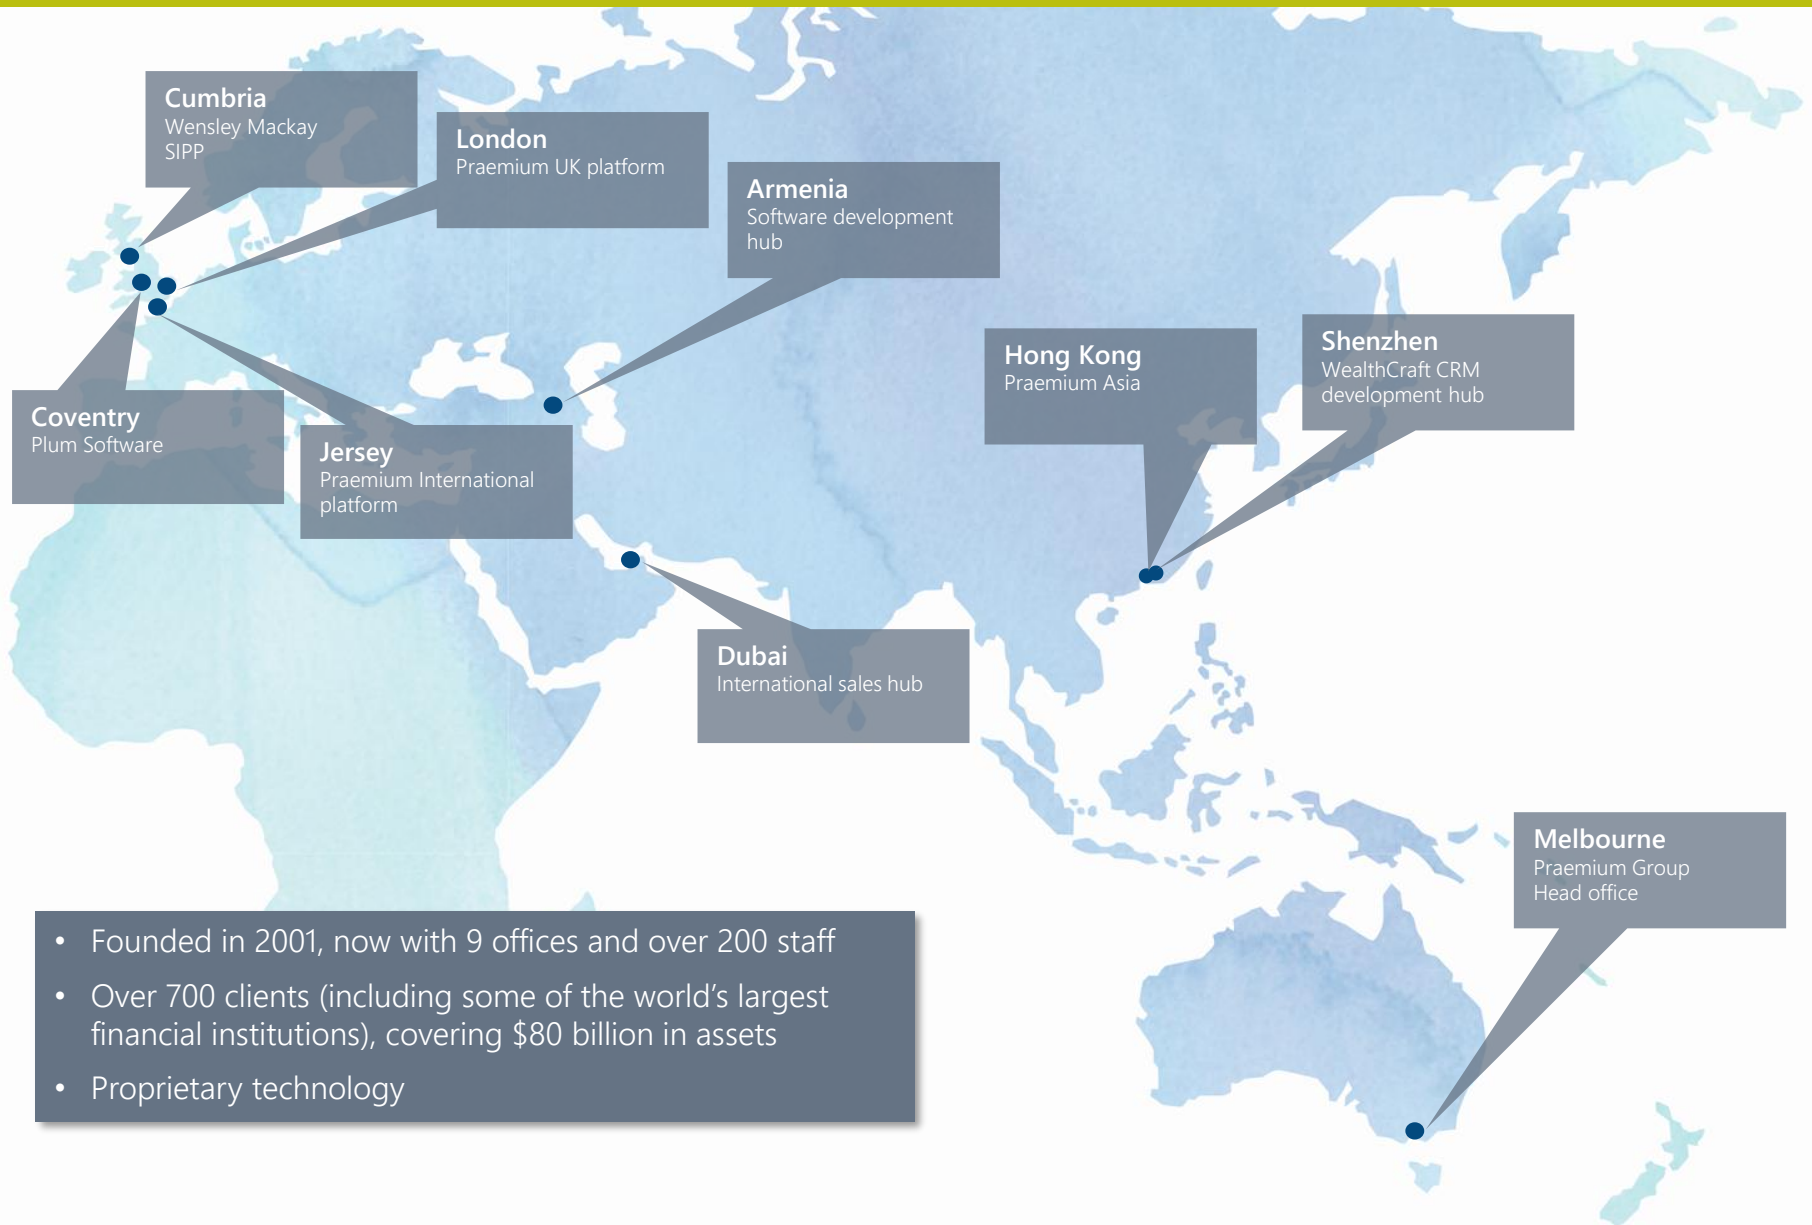 Cumbria
Wensley Mackay
SIPP
London
Praemium UK platform
Armenia
Software development
hub
Hong Kong
Praemium Asia
Shenzhen
WealthCraft CRM
development hub
Coventry
Plum Software
Jersey
Praemium International
platform
Dubai
International sales hub
Melbourne
Praemium Group
Head office
• Founded in 2001, now with 9 offices and over 200 staff
• Over 700 clients (including some of the world’s largest
financial institutions), covering $80 billion in assets
• Proprietary technology